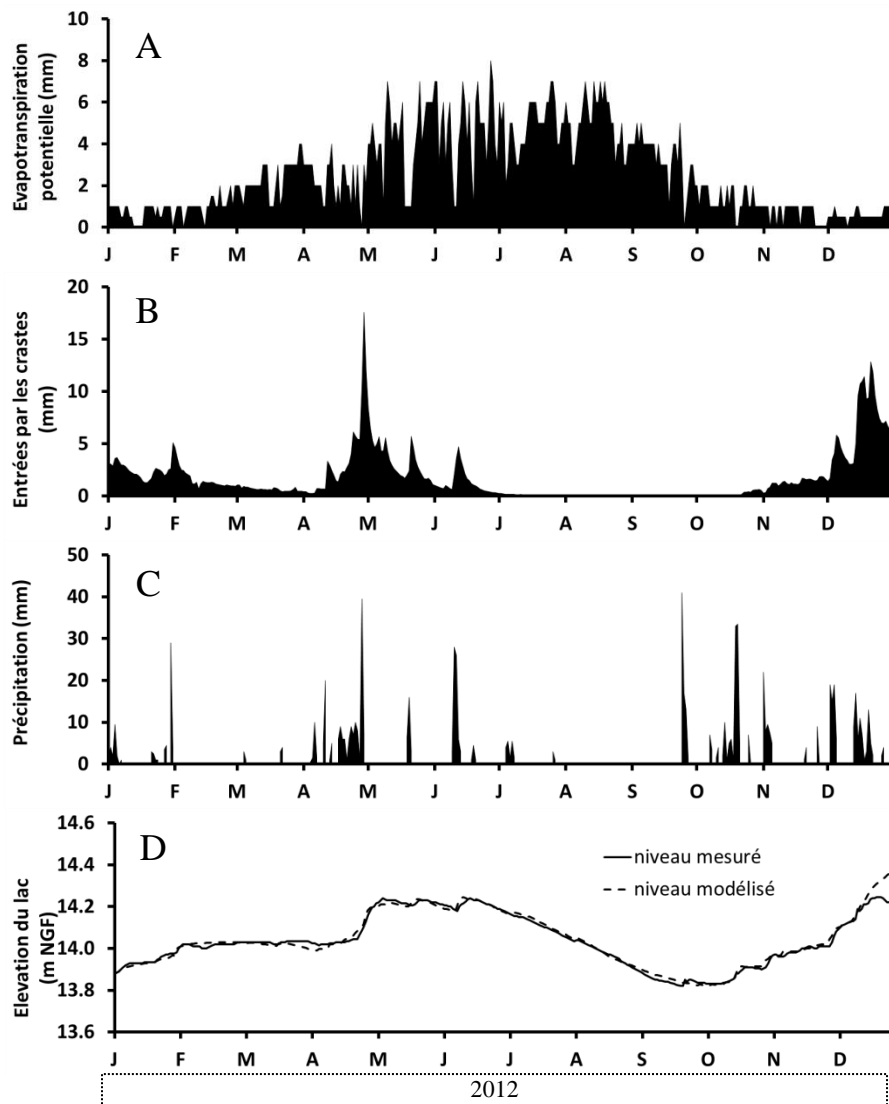 A
Evapotranspiration
potentielle (mm)
10
8
6
4
2
0
J F M A M J J A S O N D
B
Entrées par les crastes
(mm)
20
15
10
5
0
J F M A M J J A S O N D
C
Précipitation (mm)
50
40
30
20
10
0
J F M A M J J A S O N D
D
Elevation du lac
(m NGF)
14.6
14.4
14.2
14.0
13.8
13.6
niveau mesuré
niveau modélisé
J F M A M J J A S O N D
2012